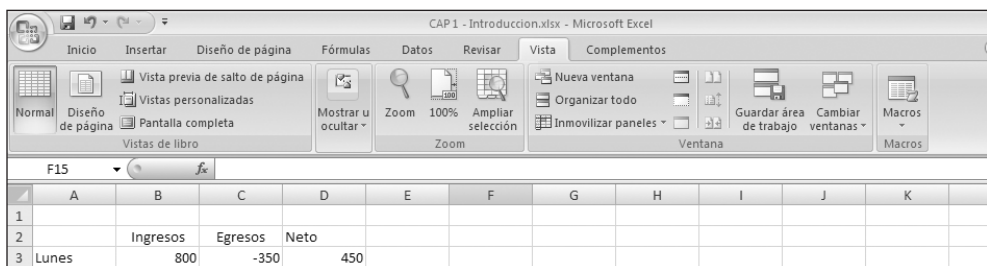 CAP 1 - Introduccion.xlsx - Microsoft Excel
Inicio Insertar Diseño de página Fórmulas Datos Revisar Vista Complementos
Normal
Diseño de página
Vista previa de salto de página
Vistas personalizadas
Pantalla completa
Vistas de libro
Mostrar u ocultar
Zoom
100%
Ampliar selección
Zoom
Nueva ventana
Organizar todo
Inmovilizar paneles
Guardar área de trabajo
Cambiar ventanas
Ventana
Macros
Macros
F15 fx
A B C D E F G H I J K
1
2 Ingresos Egresos Neto
3 Lunes 800 -350 450